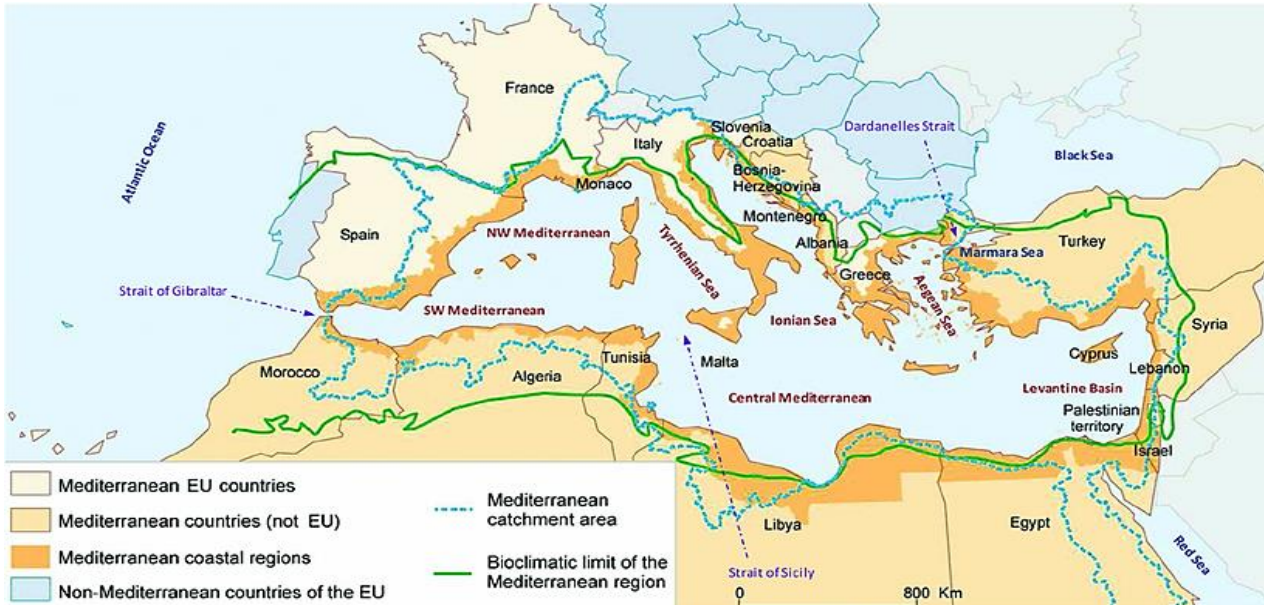 France
Slovenia
Croatia
Dardanelles Strait
Italy
Black Sea
Atlantic Ocean
Bosnia-
Herzegovina
Monaco
Montenegro
Spain
NW Mediterranean
Tyrrhenian Sea
Albania
Turkey
Marmara Sea
Greece
Aegean Sea
Strait of Gibraltar
SW Mediterranean
Ionian Sea
Syria
Tunisia
Malta
Cyprus
Lebanon
Morocco
Algeria
Central Mediterranean
Levantine Basin
Palestinian
territory
Israel
Libya
Egypt
Red Sea
Strait of Sicily
Mediterranean EU countries
Mediterranean countries (not EU)
Mediterranean coastal regions
Non-Mediterranean countries of the EU
Mediterranean
catchment area
Bioclimatic limit of the
Mediterranean region
0 800 Km